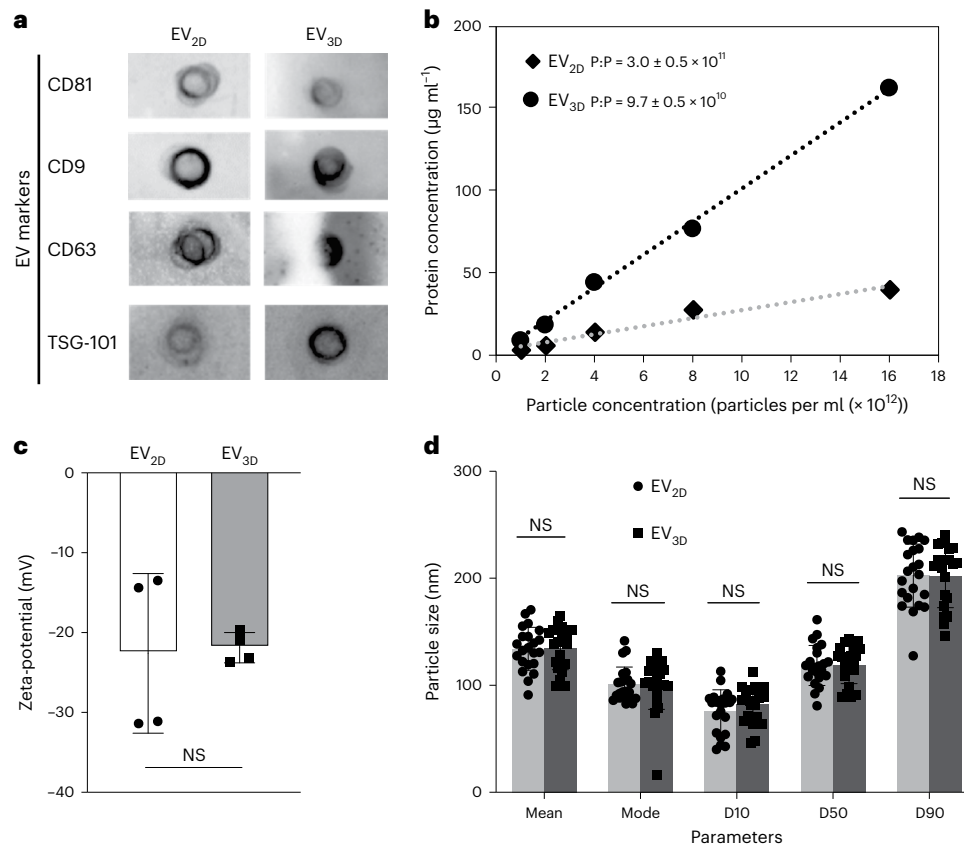 a
EV2D EV3D
EV markers
CD81
CD9
CD63
TSG-101
b
Protein concentration (µg ml−1)
200
150
100
50
0
EV2D P:P = 3.0 ± 0.5 × 10^11
EV3D P:P = 9.7 ± 0.5 × 10^10
0 2 4 6 8 10 12 14 16 18
Particle concentration (particles per ml (× 10^12))
c
EV2D EV3D
Zeta-potential (mV)
0
−10
−20
−30
−40
NS
d
Particle size (nm)
300
200
100
0
EV2D
EV3D
NS
NS
NS
NS
NS
Mean Mode D10 D50 D90
Parameters